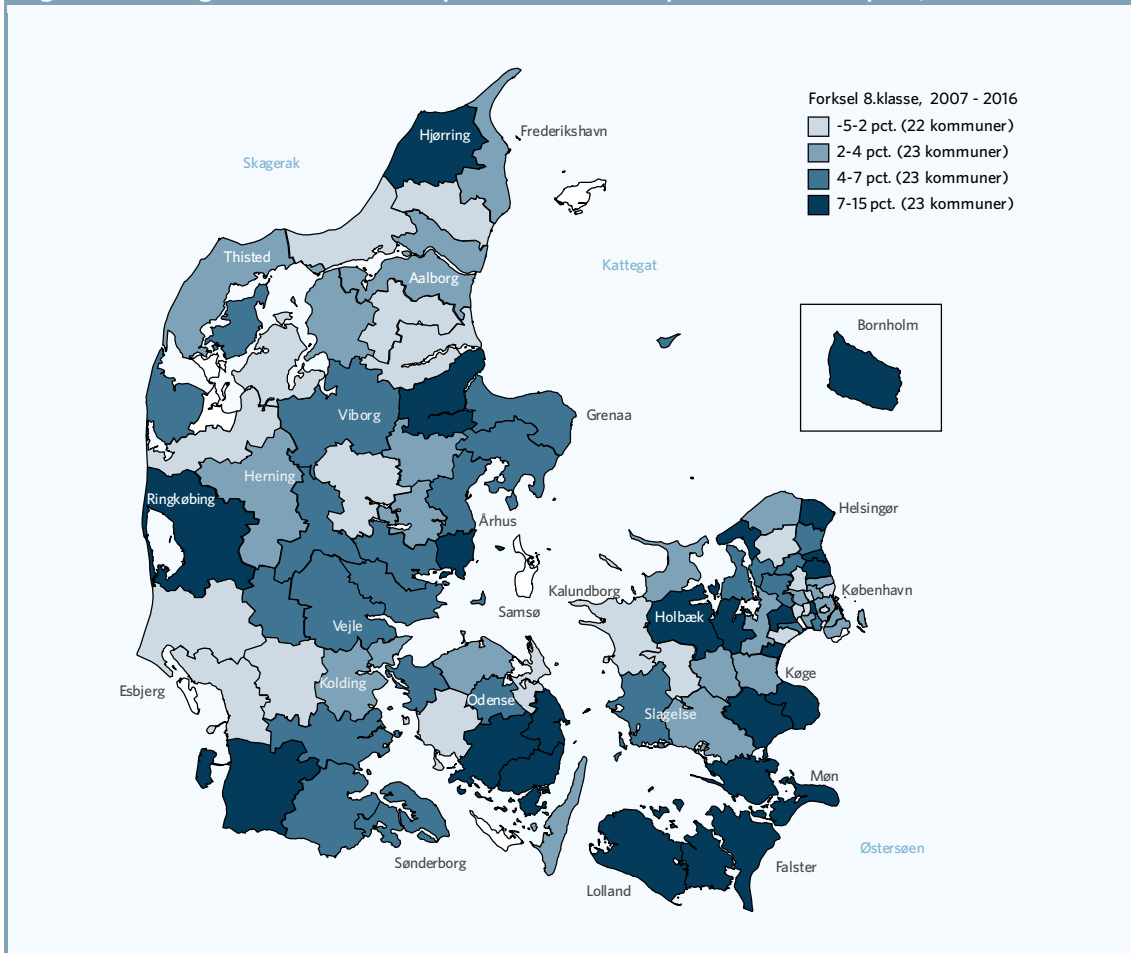 Forksel 8.klasse, 2007 - 2016
-5-2 pct. (22 kommuner)
2-4 pct. (23 kommuner)
4-7 pct. (23 kommuner)
7-15 pct. (23 kommuner)
Hjørring
Frederikshavn
Skagerak
Thisted
Aalborg
Kattegat
Bornholm
Viborg
Grenaa
Herning
Ringkøbing
Århus
Helsingør
Kalundborg
København
Samsø
Holbæk
Vejle
Køge
Esbjerg
Kolding
Odense
Slagelse
Møn
Sønderborg
Lolland
Falster
Østersøen